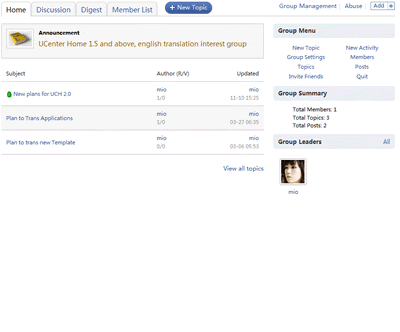 Home Discussion Digest Member List + New Topic
Group Management Abuse Add
Announcement
UCenter Home 1.5 and above, english translation interest group
Subject Author (R/V) Updated
New plans for UCH 2.0 mio mio
1/0 11-10 15:25
Plan to Trans Applications mio mio
1/0 03-27 06:35
Plan to trans new Template mio mio
0/0 03-06 05:53
View all topics
Group Menu
New Topic New Activity
Group Settings Members
Topics Posts
Invite Friends Quit
Group Summary
Total Members: 1
Total Topics: 3
Total Posts: 2
Group Leaders All
mio